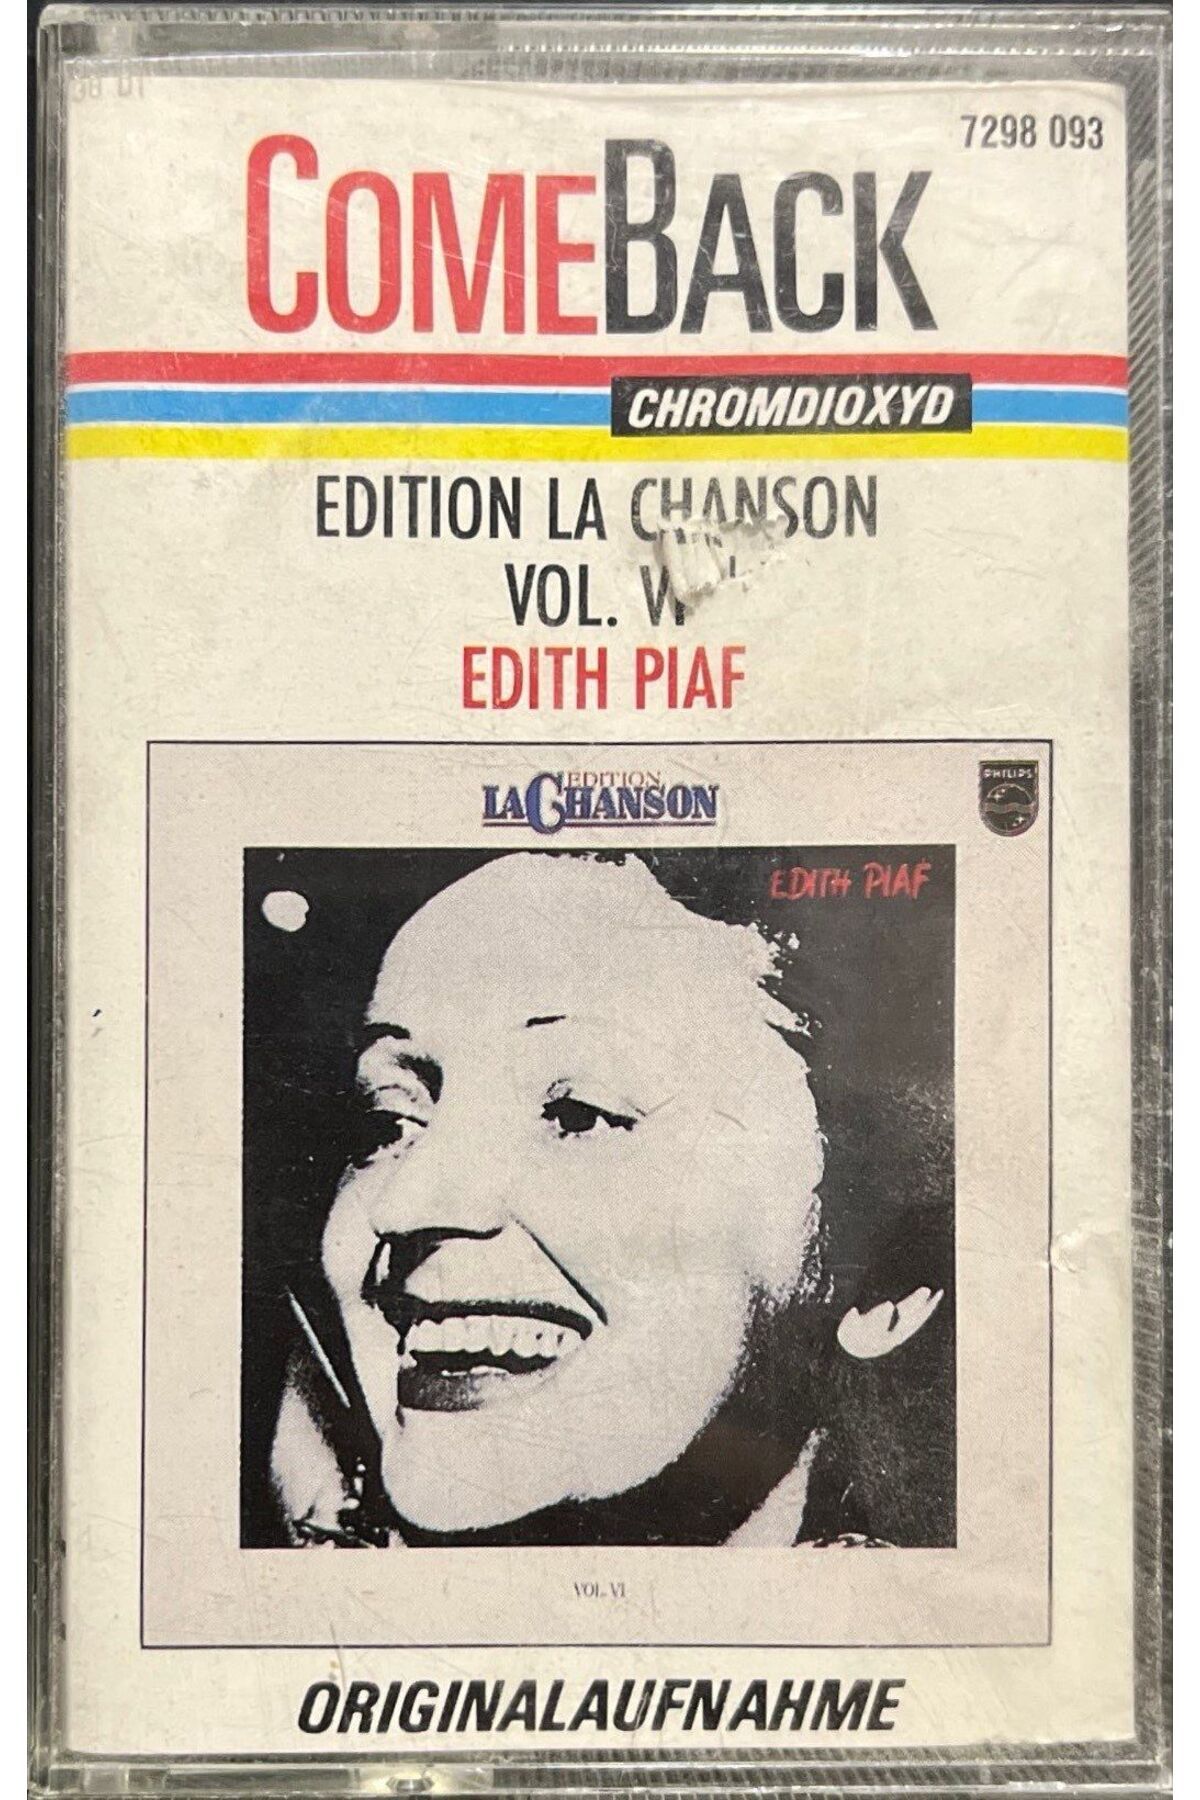 7298 093
COMEBACK
CHROMDIOXYD
EDITION LA CHANSON
VOL. VI
EDITH PIAF
EDITION
LA CHANSON
PHILIPS
EDITH PIAF
VOL. VI
ORIGINALAUFNAHME